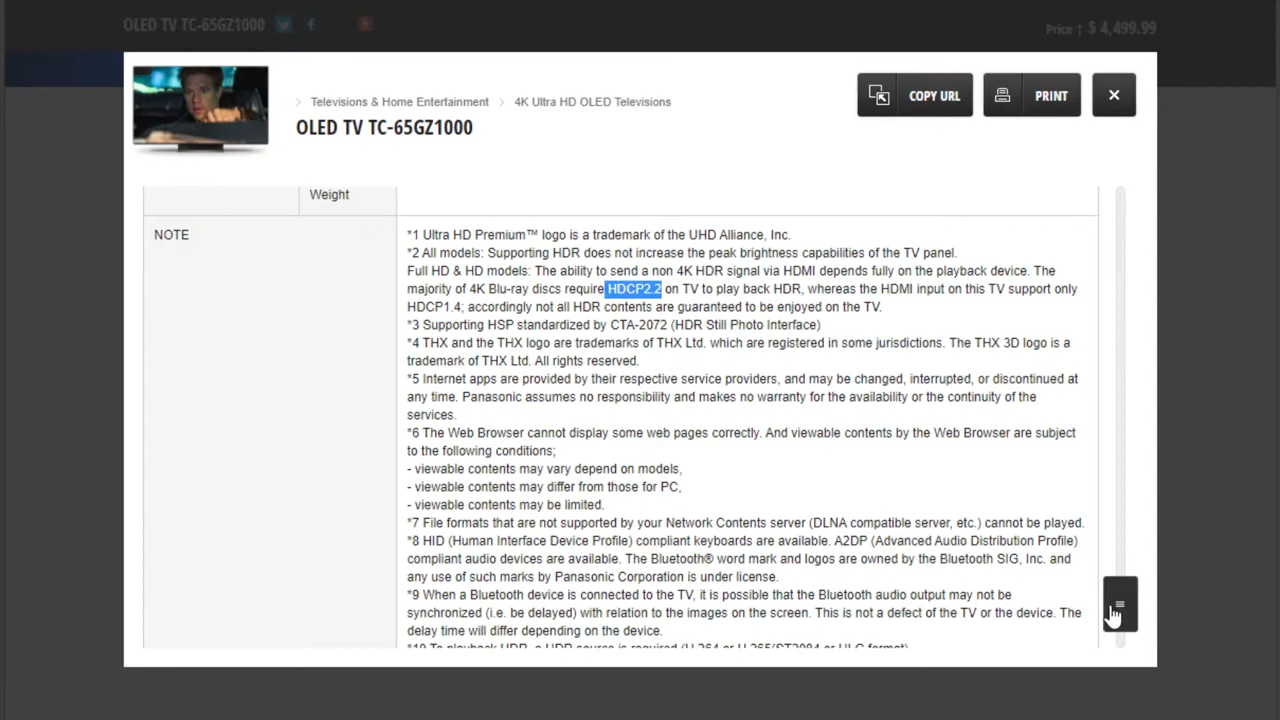 OLED TV TC-65GZ1000
Price † $ 4,499.99
Televisions & Home Entertainment
4K Ultra HD OLED Televisions
COPY URL
PRINT
OLED TV TC-65GZ1000
Weight
NOTE
*1 Ultra HD Premium™ logo is a trademark of the UHD Alliance, Inc.
*2 All models: Supporting HDR does not increase the peak brightness capabilities of the TV panel.
Full HD & HD models: The ability to send a non 4K HDR signal via HDMI depends fully on the playback device. The
majority of 4K Blu-ray discs require HDCP2.2 on TV to play back HDR, whereas the HDMI input on this TV support only
HDCP1.4; accordingly not all HDR contents are guaranteed to be enjoyed on the TV.
*3 Supporting HSP standardized by CTA-2072 (HDR Still Photo Interface)
*4 THX and the THX logo are trademarks of THX Ltd. which are registered in some jurisdictions. The THX 3D logo is a
trademark of THX Ltd. All rights reserved.
*5 Internet apps are provided by their respective service providers, and may be changed, interrupted, or discontinued at
any time. Panasonic assumes no responsibility and makes no warranty for the availability or the continuity of the
services.
*6 The Web Browser cannot display some web pages correctly. And viewable contents by the Web Browser are subject
to the following conditions;
- viewable contents may vary depend on models,
- viewable contents may differ from those for PC,
- viewable contents may be limited.
*7 File formats that are not supported by your Network Contents server (DLNA compatible server, etc.) cannot be played.
*8 HID (Human Interface Device Profile) compliant keyboards are available. A2DP (Advanced Audio Distribution Profile)
compliant audio devices are available. The Bluetooth® word mark and logos are owned by the Bluetooth SIG, Inc. and
any use of such marks by Panasonic Corporation is under license.
*9 When a Bluetooth device is connected to the TV, it is possible that the Bluetooth audio output may not be
synchronized (i.e. be delayed) with relation to the images on the screen. This is not a defect of the TV or the device. The
delay time will differ depending on the device.
*10 To playback HDR, a HDR source is required (H.264 or H.265/ST2084 or HLG format)